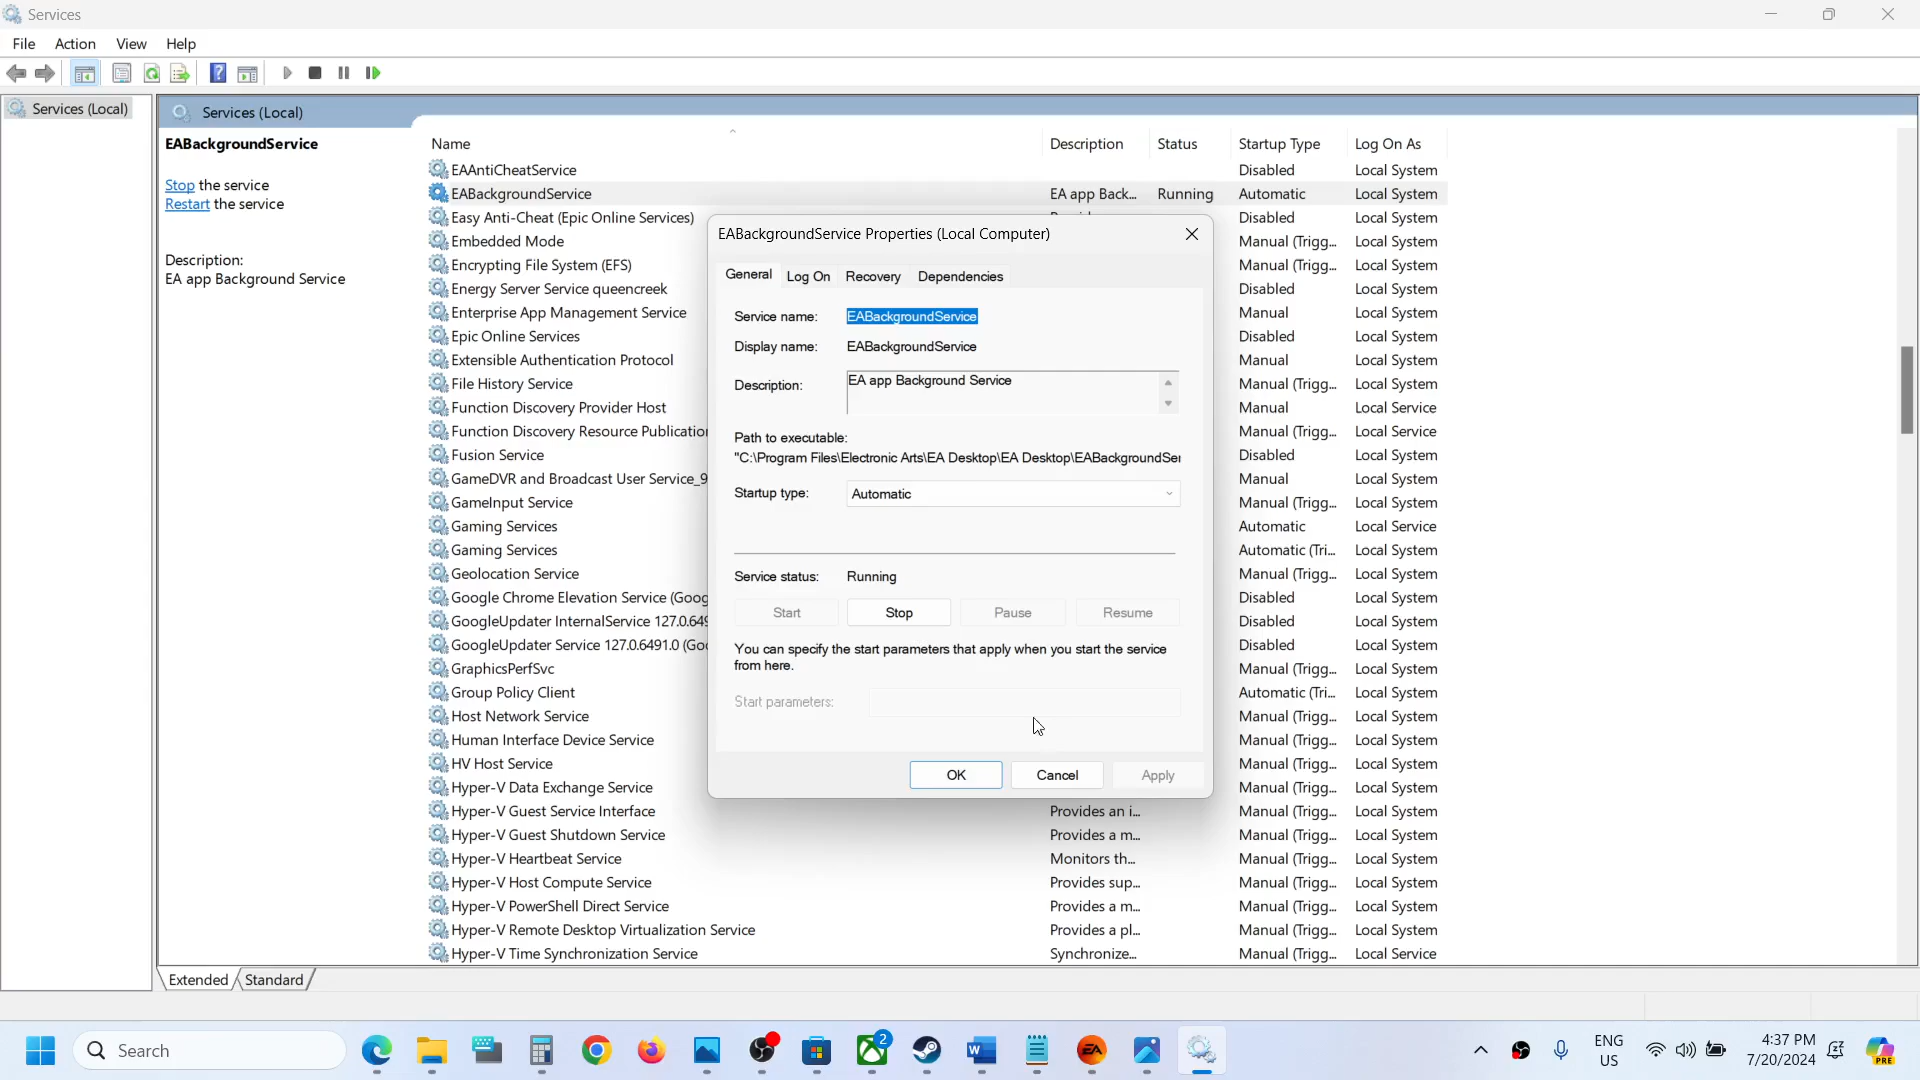 Services
File Action View Help
Services (Local)
Services (Local)
EABackgroundService
Stop the service
Restart the service
Description:
EA app Background Service
Name Description Status Startup Type Log On As
EAAntiCheatService Disabled Local System
EABackgroundService EA app Back... Running Automatic Local System
Easy Anti-Cheat (Epic Online Services) Disabled Local System
Embedded Mode Manual (Trigg... Local System
Encrypting File System (EFS) Manual (Trigg... Local System
Energy Server Service queencreek Disabled Local System
Enterprise App Management Service Manual Local System
Epic Online Services Disabled Local System
Extensible Authentication Protocol Manual Local System
File History Service Manual (Trigg... Local System
Function Discovery Provider Host Manual Local Service
Function Discovery Resource Publication Manual (Trigg... Local Service
Fusion Service Disabled Local System
GameDVR and Broadcast User Service_9 Manual Local System
GameInput Service Manual (Trigg... Local System
Gaming Services Automatic Local Service
Gaming Services Automatic (Tri... Local System
Geolocation Service Manual (Trigg... Local System
Google Chrome Elevation Service (Goog Disabled Local System
GoogleUpdater InternalService 127.0.649 Disabled Local System
GoogleUpdater Service 127.0.6491.0 (Goo Disabled Local System
GraphicsPerfSvc Manual (Trigg... Local System
Group Policy Client Automatic (Tri... Local System
Host Network Service Manual (Trigg... Local System
Human Interface Device Service Manual (Trigg... Local System
HV Host Service Manual (Trigg... Local System
Hyper-V Data Exchange Service Manual (Trigg... Local System
Hyper-V Guest Service Interface Provides an i... Manual (Trigg... Local System
Hyper-V Guest Shutdown Service Provides a m... Manual (Trigg... Local System
Hyper-V Heartbeat Service Monitors th... Manual (Trigg... Local System
Hyper-V Host Compute Service Provides sup... Manual (Trigg... Local System
Hyper-V PowerShell Direct Service Provides a m... Manual (Trigg... Local System
Hyper-V Remote Desktop Virtualization Service Provides a pl... Manual (Trigg... Local System
Hyper-V Time Synchronization Service Synchronize... Manual (Trigg... Local Service
EABackgroundService Properties (Local Computer)
General Log On Recovery Dependencies
Service name: EABackgroundService
Display name: EABackgroundService
Description: EA app Background Service
Path to executable:
"C:\Program Files\Electronic Arts\EA Desktop\EA Desktop\EABackgroundSer
Startup type: Automatic
Service status: Running
Start Stop Pause Resume
You can specify the start parameters that apply when you start the service
from here.
Start parameters:
OK Cancel Apply
Extended Standard
Search
2
EA
ENG
US
4:37 PM
7/20/2024
PRE